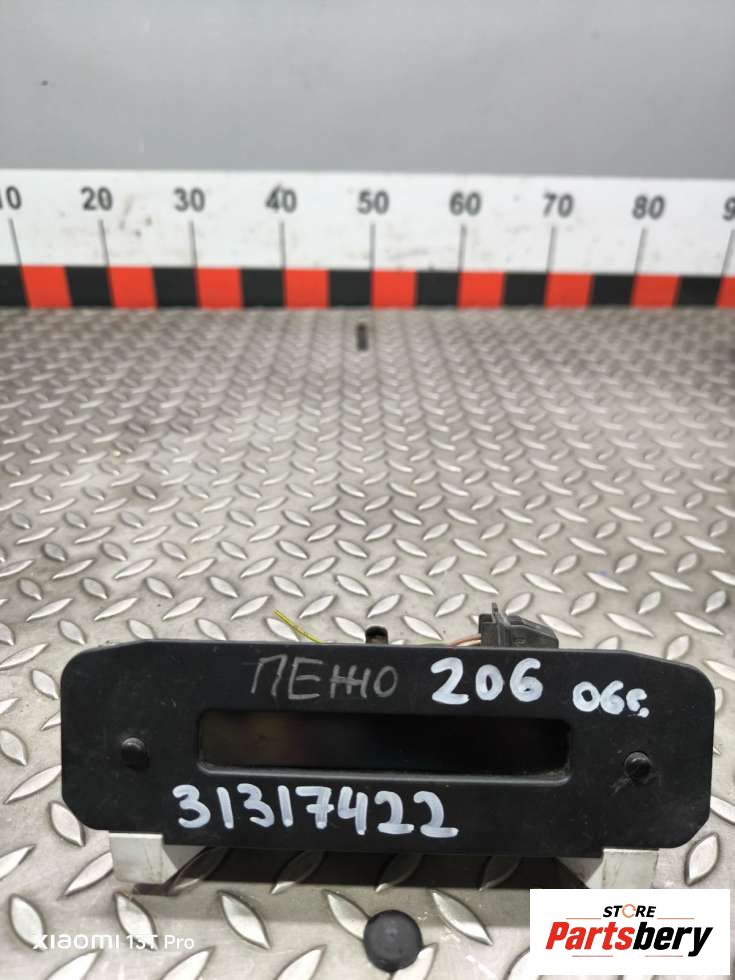 10 20 30 40 50 60 70 80
ПЕЖО 206 06г.
31317422
XIAOMI 13T Pro
STORE
Partsbery